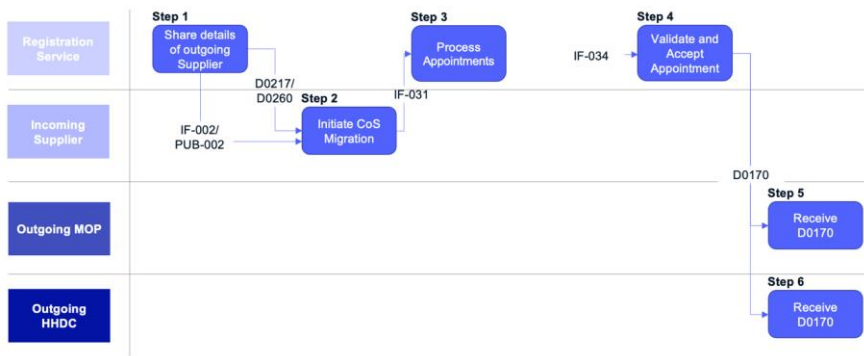 Step 1
Step 3
Step 4
Registration
Service
Share details
of outgoing
Supplier
Process
Appointments
IF-034
Validate and
Accept
Appointment
D0217/
D0260
Step 2
IF-031
Incoming
Supplier
IF-002/
PUB-002
Initiate CoS
Migration
D0170
Step 5
Outgoing MOP
Receive
D0170
Step 6
Outgoing
HHDC
Receive
D0170